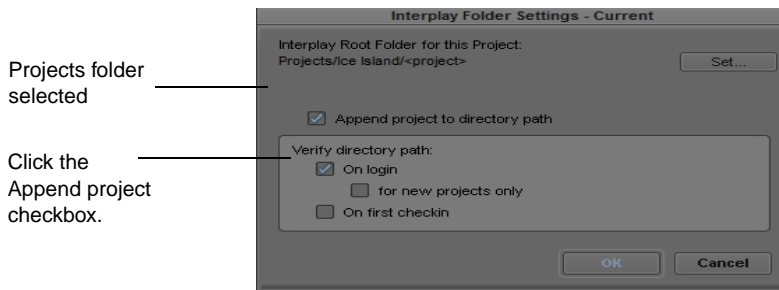 Interplay Folder Settings - Current
Interplay Root Folder for this Project:
Projects/Ice Island/<project>
Set...
Projects folder
selected
Append project to directory path
Verify directory path:
On login
for new projects only
On first checkin
Click the
Append project
checkbox.
OK
Cancel